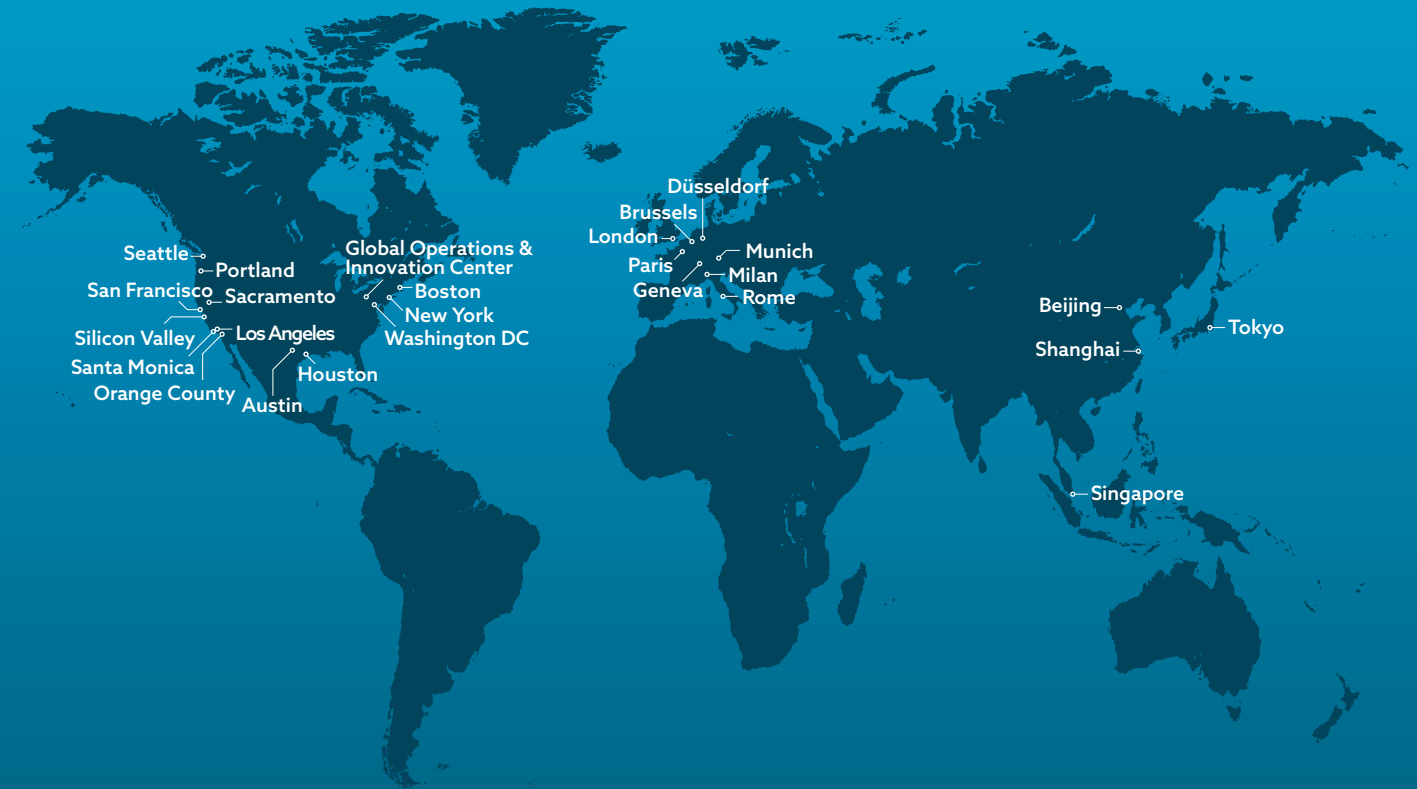 Seattle
Portland
San Francisco
Sacramento
Silicon Valley
Los Angeles
Santa Monica
Orange County
Austin
Houston
Global Operations &
Innovation Center
Boston
New York
Washington DC
Düsseldorf
Brussels
London
Paris
Geneva
Munich
Milan
Rome
Beijing
Shanghai
Tokyo
Singapore